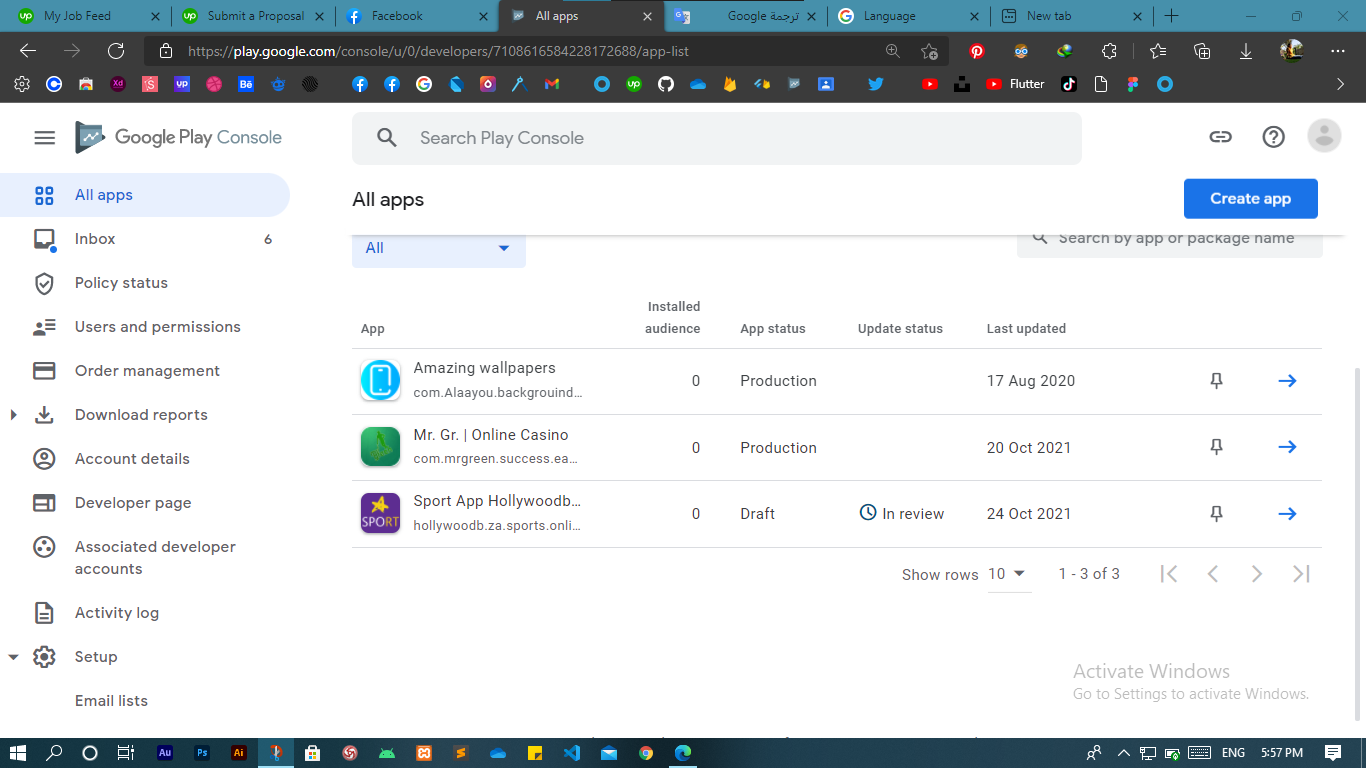 My Job Feed
Submit a Proposal
Facebook
All apps
ترجمة Google
Language
New tab
https://play.google.com/console/u/0/developers/7108616584228172688/app-list
Flutter
Google Play Console
Search Play Console
All apps
All apps
Create app
Inbox 6
All
Search by app or package name
Policy status
Users and permissions
Order management
Download reports
Account details
Developer page
Associated developer
accounts
Activity log
Setup
Email lists
Installed
audience
App
App status
Update status
Last updated
Amazing wallpapers
com.Alaayou.background...
0
Production
17 Aug 2020
Mr. Gr. | Online Casino
com.mrgreen.success.ea...
0
Production
20 Oct 2021
SPORT
Sport App Hollywoodb...
hollywoodb.za.sports.onli...
0
Draft
In review
24 Oct 2021
Show rows 10
1 - 3 of 3
Activate Windows
Go to Settings to activate Windows.
Au
Ps
Ai
ENG
5:57 PM